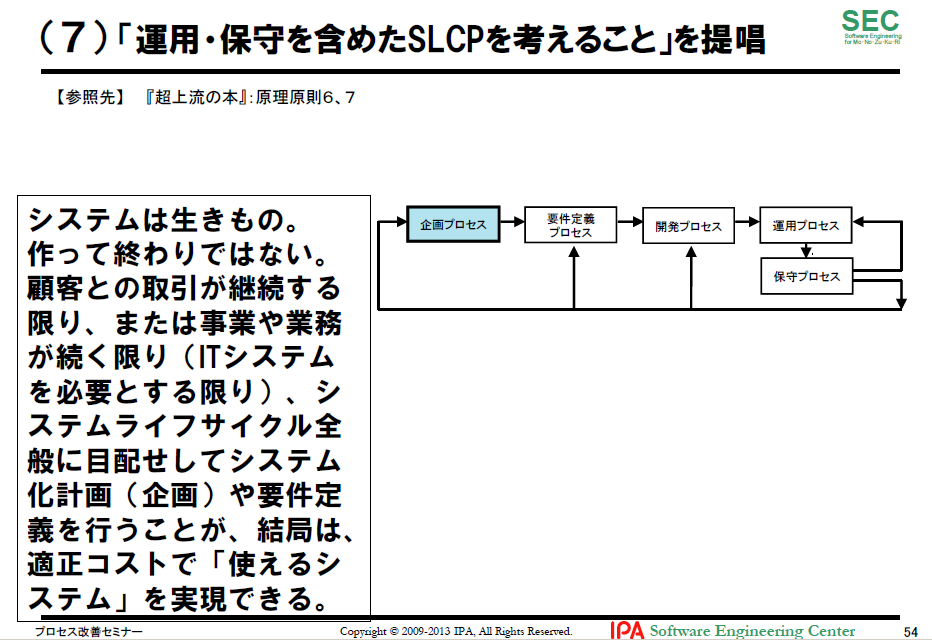 （７）「運用・保守を含めたSLCPを考えること」を提唱
SEC
Software Engineering
for Mo・No・Zu・Ku・Ri
【参照先】 『超上流の本』：原理原則６、７
システムは生きもの。
作って終わりではない。
顧客との取引が継続する
限り、または事業や業務
が続く限り（ITシステム
を必要とする限り）、シ
ステムライフサイクル全
般に目配せしてシステム
化計画（企画）や要件定
義を行うことが、結局は、
適正コストで「使えるシ
ステム」を実現できる。
企画プロセス
要件定義
プロセス
開発プロセス
運用プロセス
保守プロセス
プロセス改善セミナー
Copyright © 2009-2013 IPA, All Rights Reserved.
IPA Software Engineering Center
54